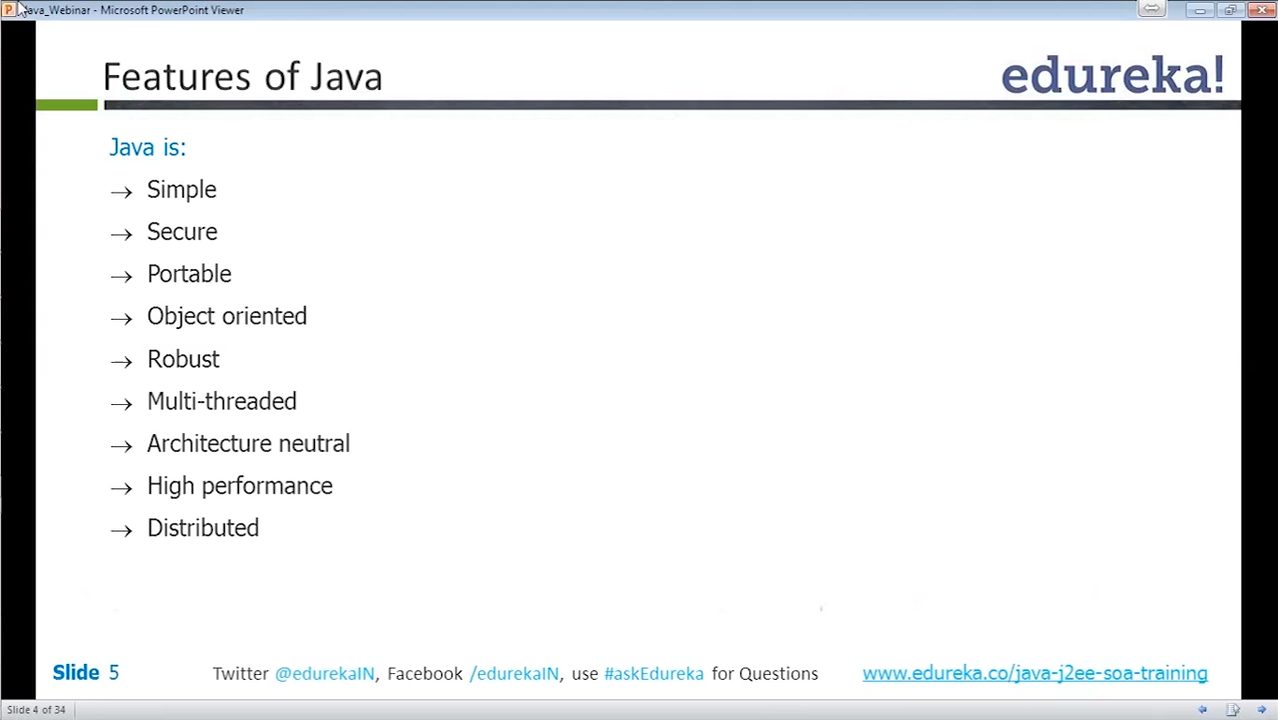 Java_Webinar - Microsoft PowerPoint Viewer
Features of Java
edureka!
Java is:
→ Simple
→ Secure
→ Portable
→ Object oriented
→ Robust
→ Multi-threaded
→ Architecture neutral
→ High performance
→ Distributed
Slide 5
Twitter @edurekaIN, Facebook /edurekaIN, use #askEdureka for Questions
www.edureka.co/java-j2ee-soa-training
Slide 4 of 34